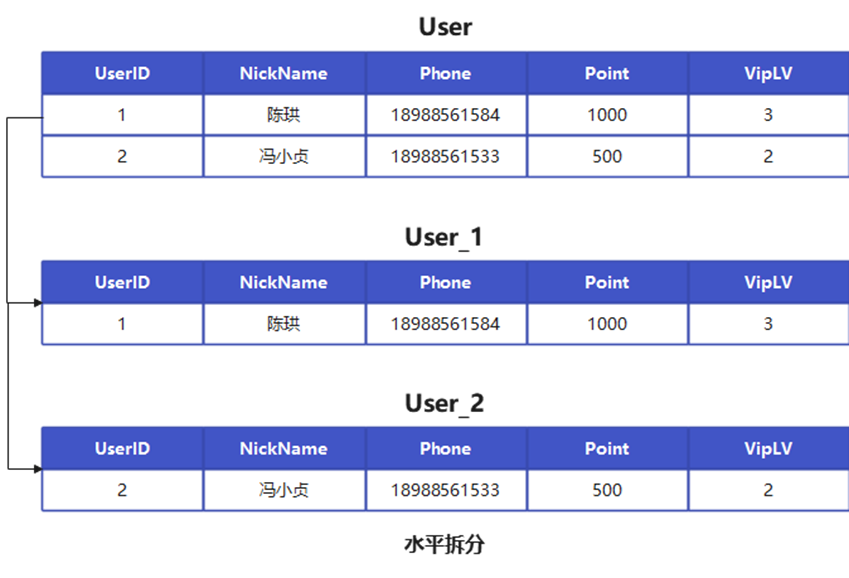 User
UserID NickName Phone Point VipLV
1 陈珙 18988561584 1000 3
2 冯小贞 18988561533 500 2
User_1
UserID NickName Phone Point VipLV
1 陈珙 18988561584 1000 3
User_2
UserID NickName Phone Point VipLV
2 冯小贞 18988561533 500 2
水平拆分